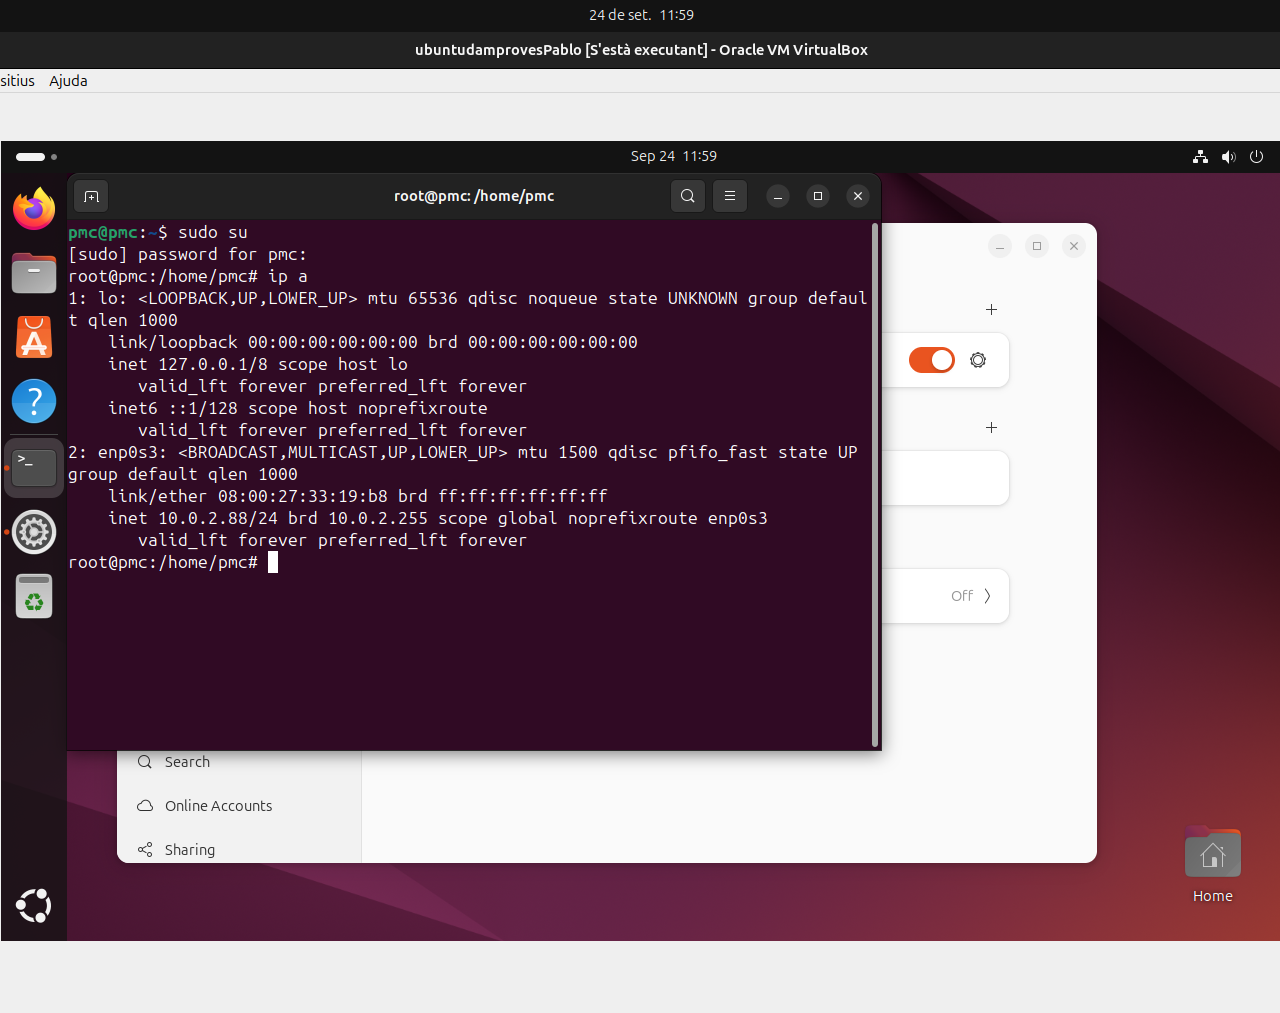 24 de set. 11:59
ubuntudamprovesPablo [S'està executant] - Oracle VM VirtualBox
sitius Ajuda
Sep 24 11:59
root@pmc: /home/pmc
pmc@pmc:~$ sudo su
[sudo] password for pmc:
root@pmc:/home/pmc# ip a
1: lo: <LOOPBACK,UP,LOWER_UP> mtu 65536 qdisc noqueue state UNKNOWN group defaul
t qlen 1000
    link/loopback 00:00:00:00:00:00 brd 00:00:00:00:00:00
    inet 127.0.0.1/8 scope host lo
       valid_lft forever preferred_lft forever
    inet6 ::1/128 scope host noprefixroute
       valid_lft forever preferred_lft forever
2: enp0s3: <BROADCAST,MULTICAST,UP,LOWER_UP> mtu 1500 qdisc pfifo_fast state UP
group default qlen 1000
    link/ether 08:00:27:33:19:b8 brd ff:ff:ff:ff:ff:ff
    inet 10.0.2.88/24 brd 10.0.2.255 scope global noprefixroute enp0s3
       valid_lft forever preferred_lft forever
root@pmc:/home/pmc#
Off
Search
Online Accounts
Sharing
Home